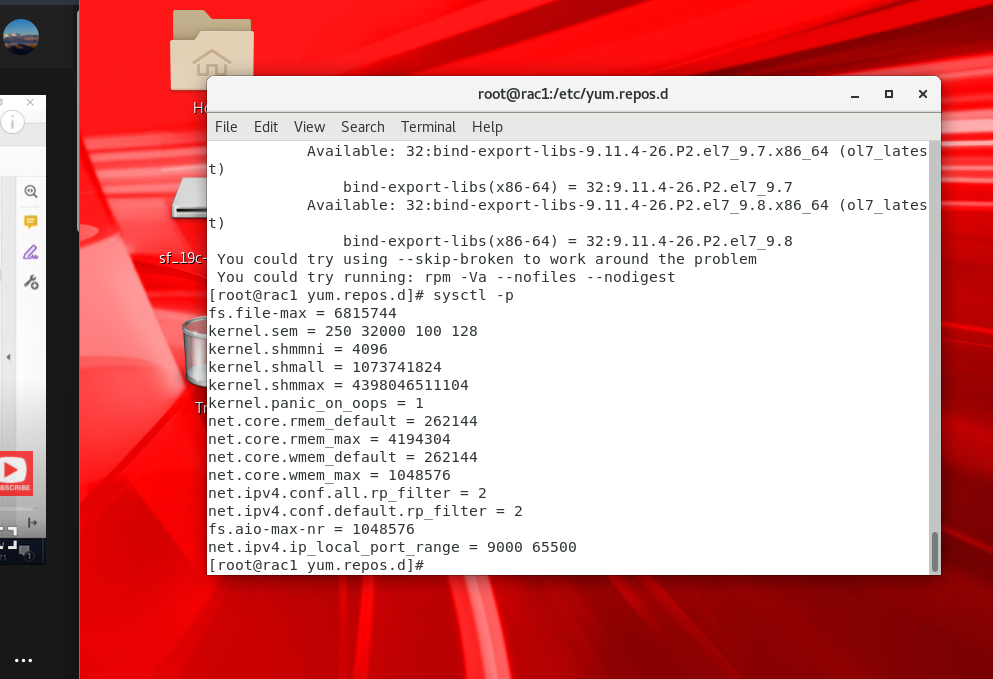 root@rac1:/etc/yum.repos.d
File Edit View Search Terminal Help
Available: 32:bind-export-libs-9.11.4-26.P2.el7_9.7.x86_64 (ol7_lates
t)
bind-export-libs(x86-64) = 32:9.11.4-26.P2.el7_9.7
Available: 32:bind-export-libs-9.11.4-26.P2.el7_9.8.x86_64 (ol7_lates
t)
bind-export-libs(x86-64) = 32:9.11.4-26.P2.el7_9.8
You could try using --skip-broken to work around the problem
You could try running: rpm -Va --nofiles --nodigest
[root@rac1 yum.repos.d]# sysctl -p
fs.file-max = 6815744
kernel.sem = 250 32000 100 128
kernel.shmmni = 4096
kernel.shmall = 1073741824
kernel.shmmax = 4398046511104
kernel.panic_on_oops = 1
net.core.rmem_default = 262144
net.core.rmem_max = 4194304
net.core.wmem_default = 262144
net.core.wmem_max = 1048576
net.ipv4.conf.all.rp_filter = 2
net.ipv4.conf.default.rp_filter = 2
fs.aio-max-nr = 1048576
net.ipv4.ip_local_port_range = 9000 65500
[root@rac1 yum.repos.d]#
sf_19c-